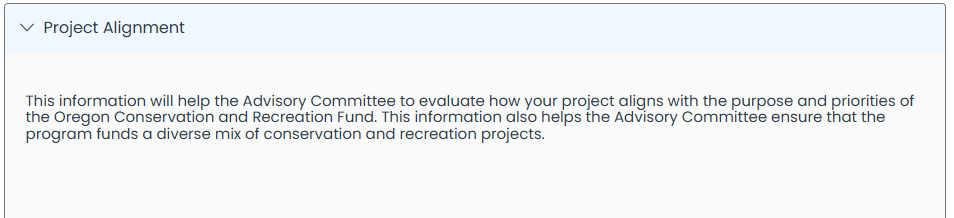 Project Alignment
This information will help the Advisory Committee to evaluate how your project aligns with the purpose and priorities of
the Oregon Conservation and Recreation Fund. This information also helps the Advisory Committee ensure that the
program funds a diverse mix of conservation and recreation projects.